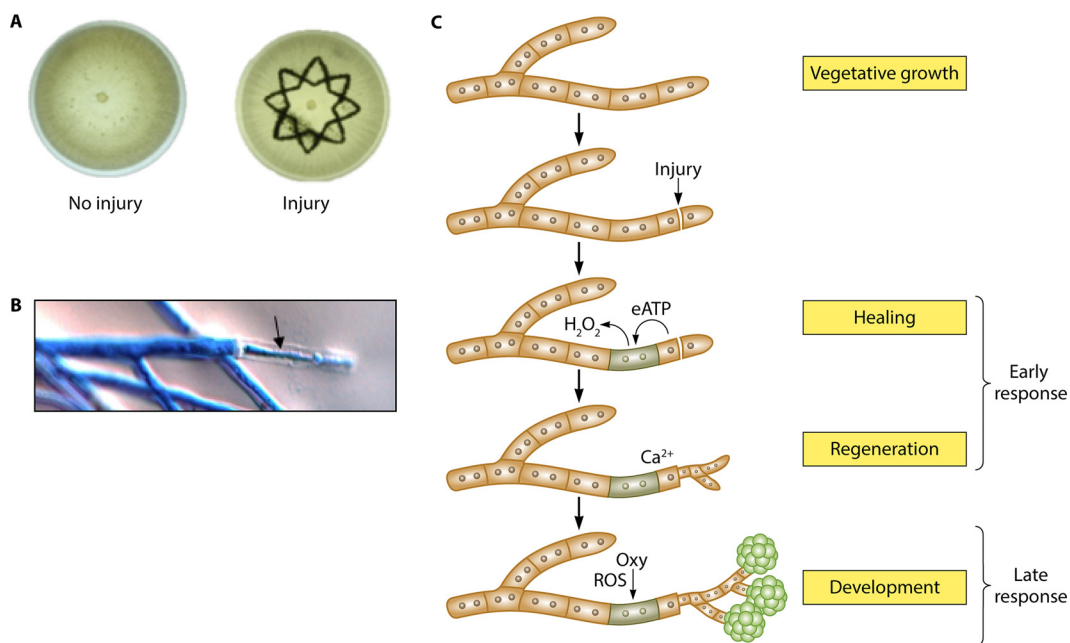 A
No injury
Injury
B
C
Vegetative growth
Injury
H₂O₂
eATP
Healing
Early
response
Ca²⁺
Regeneration
Oxy
ROS
Development
Late
response